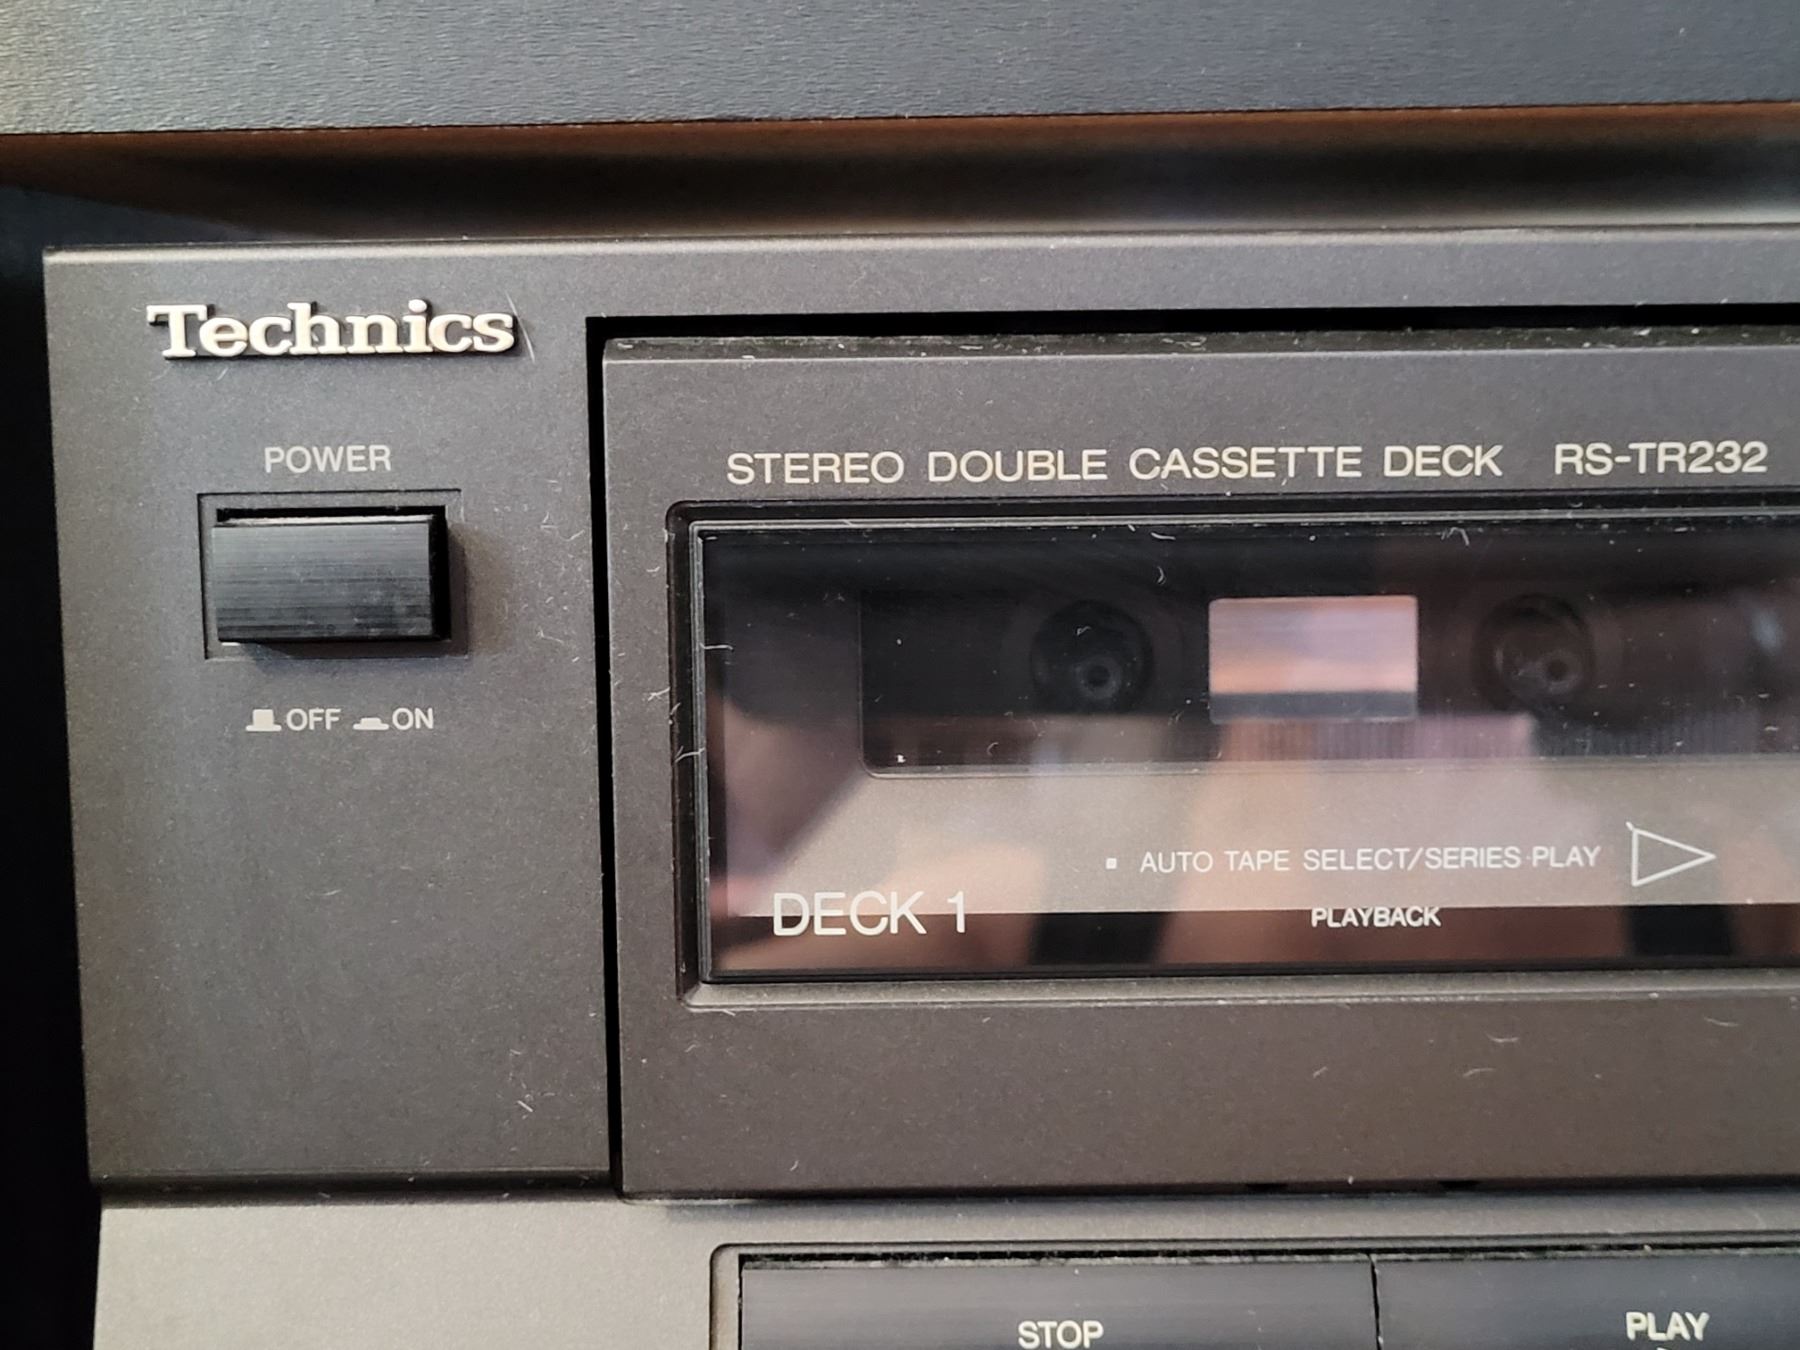 Technics
POWER
OFF ON
STEREO DOUBLE CASSETTE DECK RS-TR232
AUTO TAPE SELECT/SERIES PLAY
DECK 1
PLAYBACK
STOP
PLAY